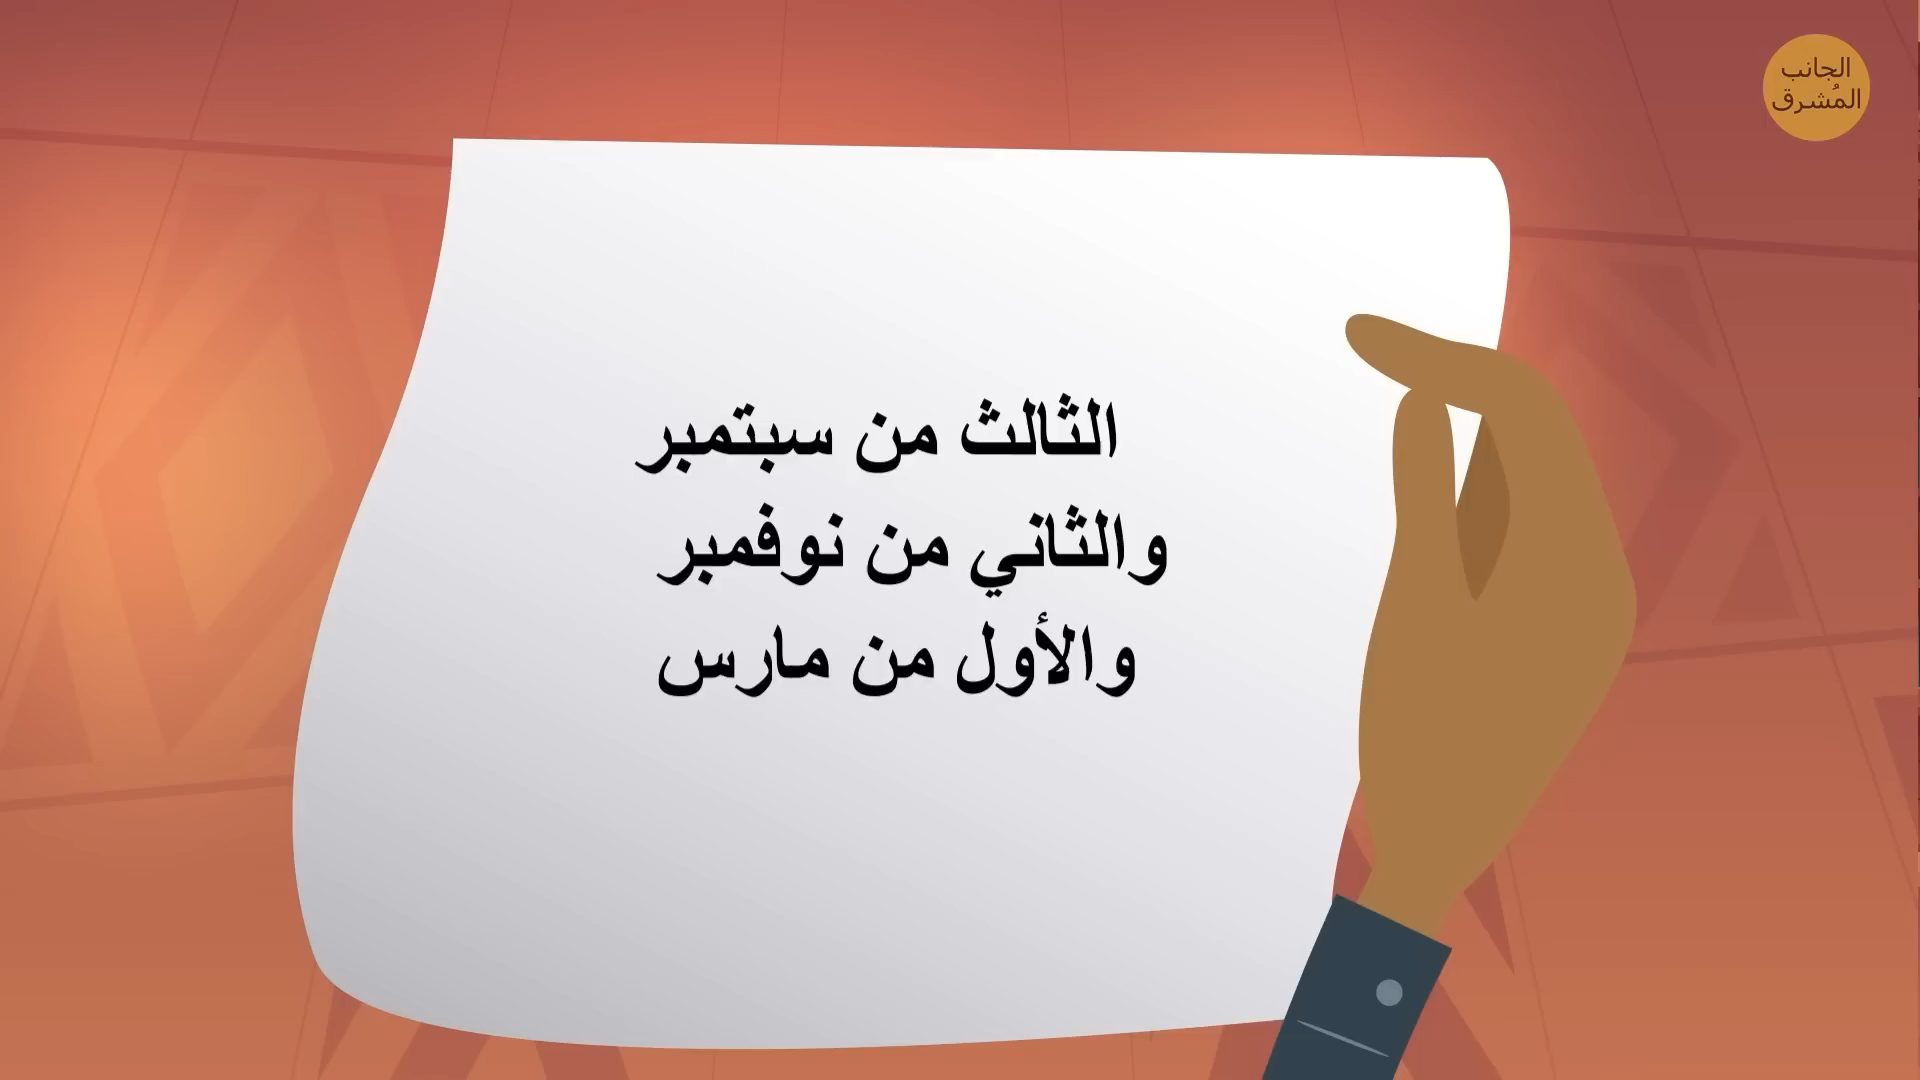 الجانب
المُشرق
الثالث من سبتمبر
والثاني من نوفمبر
والأول من مارس